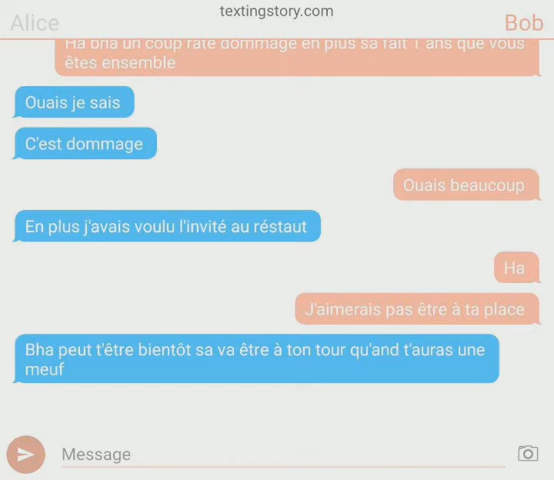 textingstory.com
Alice
Bob
Ha bha un coup raté dommage en plus sa fait 1 ans que vous
êtes ensemble
Ouais je sais
C'est dommage
Ouais beaucoup
En plus j'avais voulu l'invité au réstaut
Ha
J'aimerais pas être à ta place
Bha peut t'être bientôt sa va être à ton tour qu'and t'auras une
meuf
Message